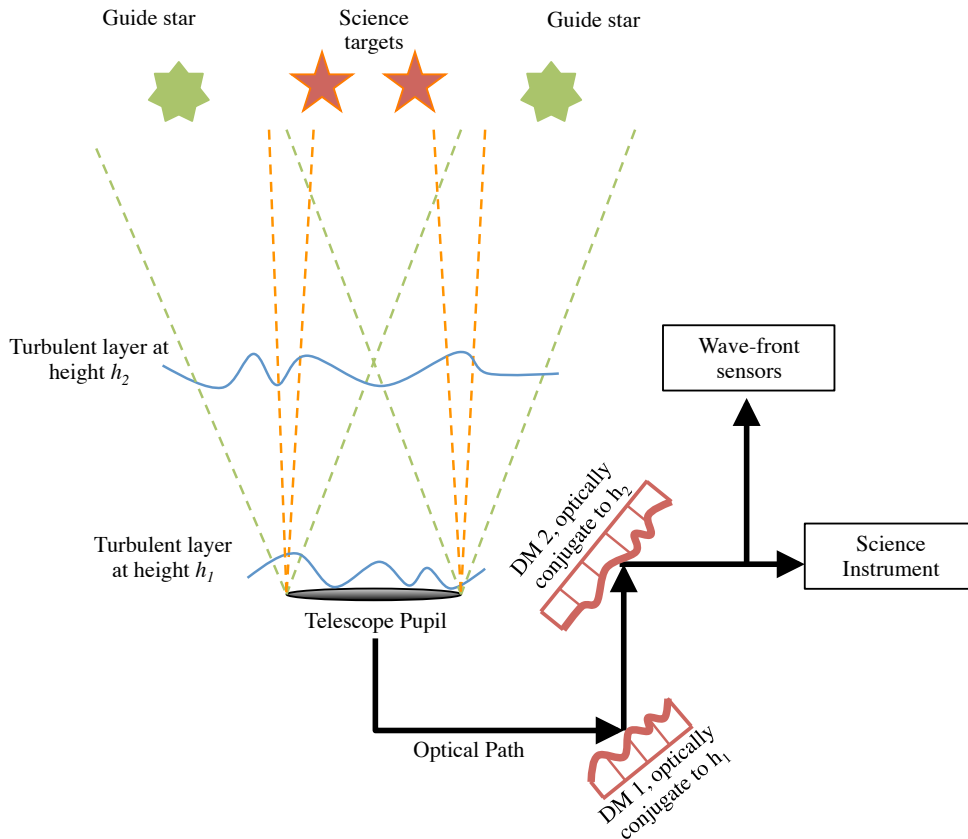 Guide star
Science
targets
Guide star
Turbulent layer at
height h₂
Wave-front
sensors
DM 2, optically
conjugate to h₂
Turbulent layer
at height h₁
Science
Instrument
Telescope Pupil
Optical Path
DM 1, optically
conjugate to h₁